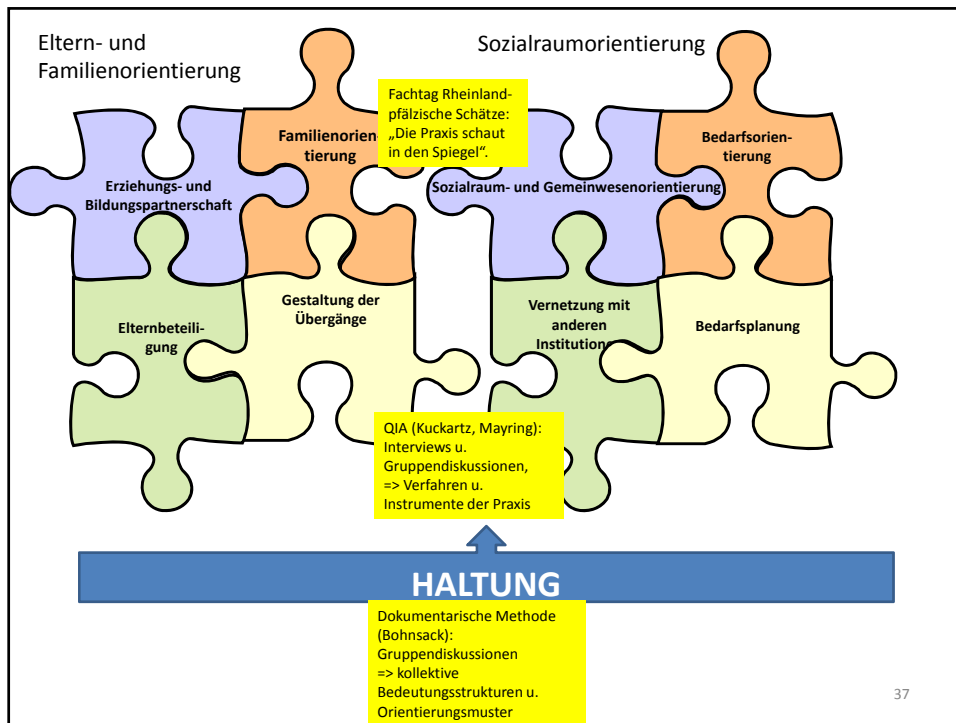 Eltern- und
Familienorientierung
Sozialraumorientierung
Fachtag Rheinland-
pfälzische Schätze:
„Die Praxis schaut
in den Spiegel“.
Familienorien-
tierung
Bedarfsorien-
tierung
Erziehungs- und
Bildungspartnerschaft
Sozialraum- und Gemeinwesenorientierung
Elternbeteili-
gung
Gestaltung der
Übergänge
Vernetzung mit
anderen
Institutione
Bedarfsplanung
QIA (Kuckartz, Mayring):
Interviews u.
Gruppendiskussionen,
=> Verfahren u.
Instrumente der Praxis
HALTUNG
Dokumentarische Methode
(Bohnsack):
Gruppendiskussionen
=> kollektive
Bedeutungsstrukturen u.
Orientierungsmuster
37